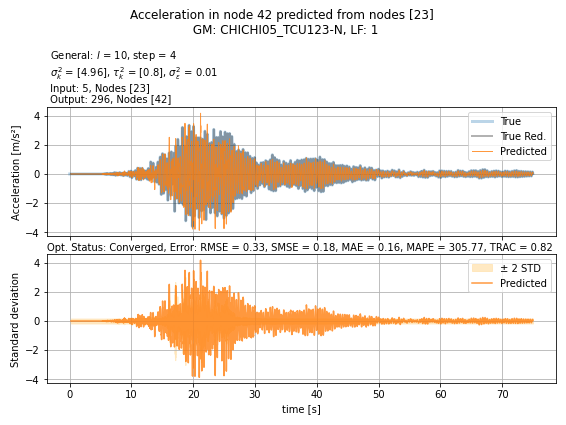 Acceleration in node 42 predicted from nodes [23]
GM: CHICHI05_TCU123-N, LF: 1
General: l = 10, step = 4
σ²ₖ = [4.96], τ²ₖ = [0.8], σ²ε = 0.01
Input: 5, Nodes [23]
Output: 296, Nodes [42]
Acceleration [m/s²]
4
2
0
−2
−4
True
True Red.
Predicted
Opt. Status: Converged, Error: RMSE = 0.33, SMSE = 0.18, MAE = 0.16, MAPE = 305.77, TRAC = 0.82
Standard deviation
4
2
0
−2
−4
± 2 STD
Predicted
0 10 20 30 40 50 60 70
time [s]